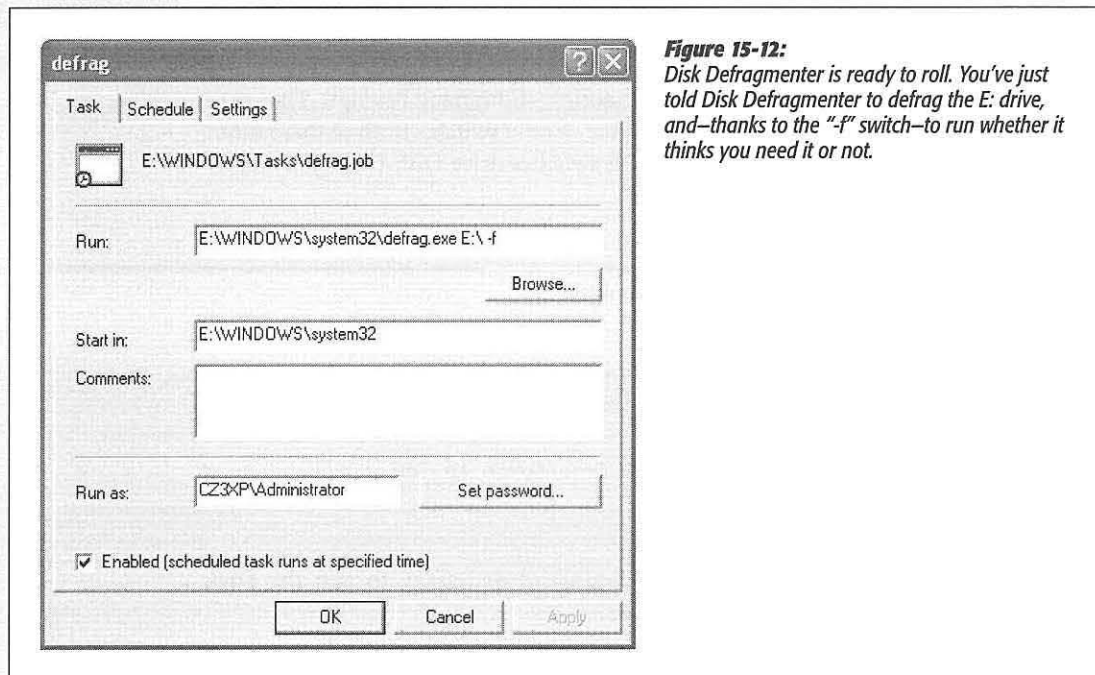 defrag
Task Schedule Settings
E:\WINDOWS\Tasks\defrag.job
Run: E:\WINDOWS\system32\defrag.exe E:\ -f
Browse...
Start in: E:\WINDOWS\system32
Comments:
Run as: CZ3XP\Administrator Set password...
Enabled (scheduled task runs at specified time)
OK Cancel Apply
Figure 15-12:
Disk Defragmenter is ready to roll. You've just
told Disk Defragmenter to defrag the E: drive,
and—thanks to the "-f" switch—to run whether it
thinks you need it or not.